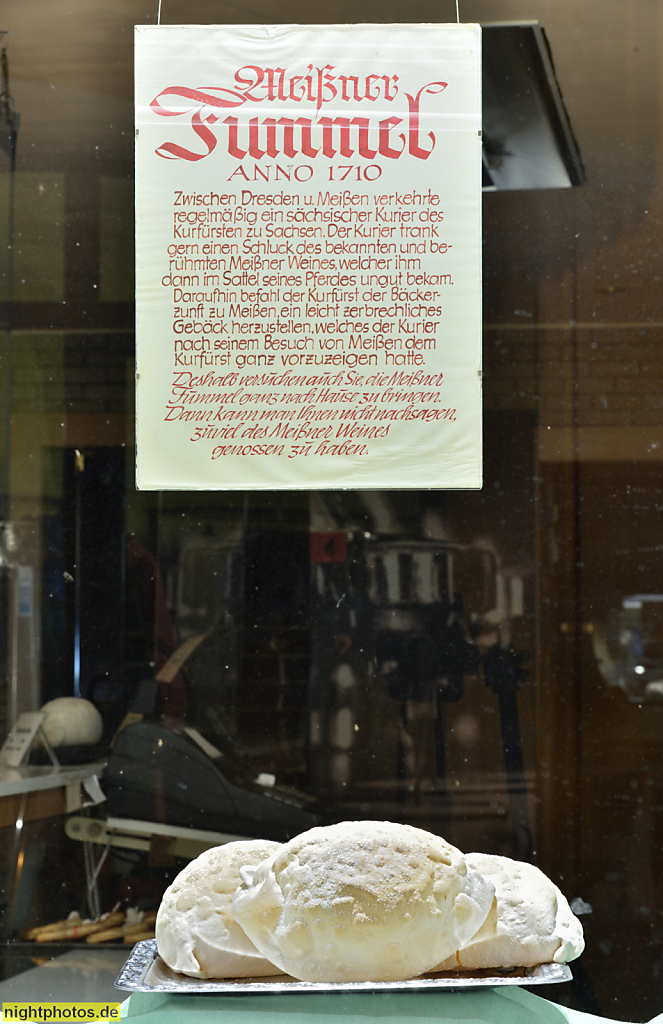 Meißner
Fummel
ANNO 1710
Zwischen Dresden u. Meißen verkehrte
regelmäßig ein sächsischer Kurier des
Kurfürsten zu Sachsen. Der Kurier trank
gern einen Schluck des bekannten und be-
rühmten Meißner Weines, welcher ihm
dann im Sattel seines Pferdes ungut bekam.
Daraufhin befahl der Kurfürst der Bäcker-
zunft zu Meißen, ein leicht zerbrechliches
Gebäck herzustellen, welches der Kurier
nach seinem Besuch von Meißen dem
Kurfürst ganz vorzuzeigen hatte.
Deshalb versuchen auch Sie, die Meißner
Fummel ganz nach Hause zu bringen.
Dann kann man Ihnen nicht nachsagen,
zuviel des Meißner Weines
genossen zu haben.
nightphotos.de